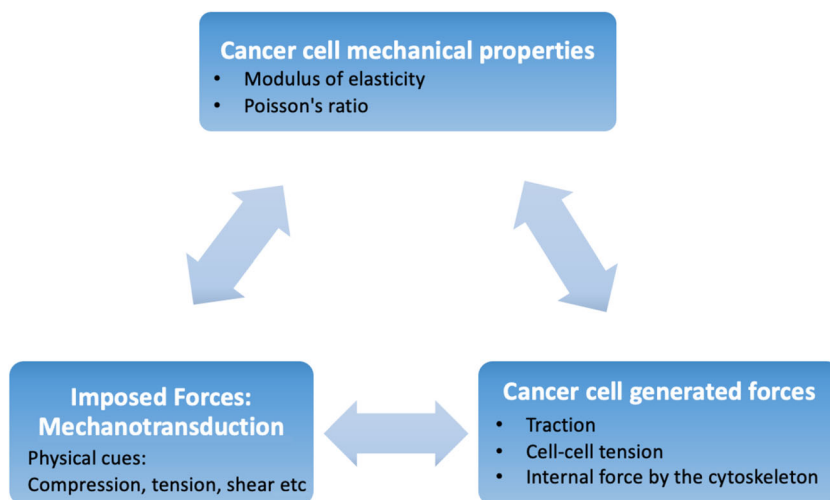 Cancer cell mechanical properties
• Modulus of elasticity
• Poisson's ratio
Imposed Forces:
Mechanotransduction
Physical cues:
Compression, tension, shear etc
Cancer cell generated forces
• Traction
• Cell-cell tension
• Internal force by the cytoskeleton